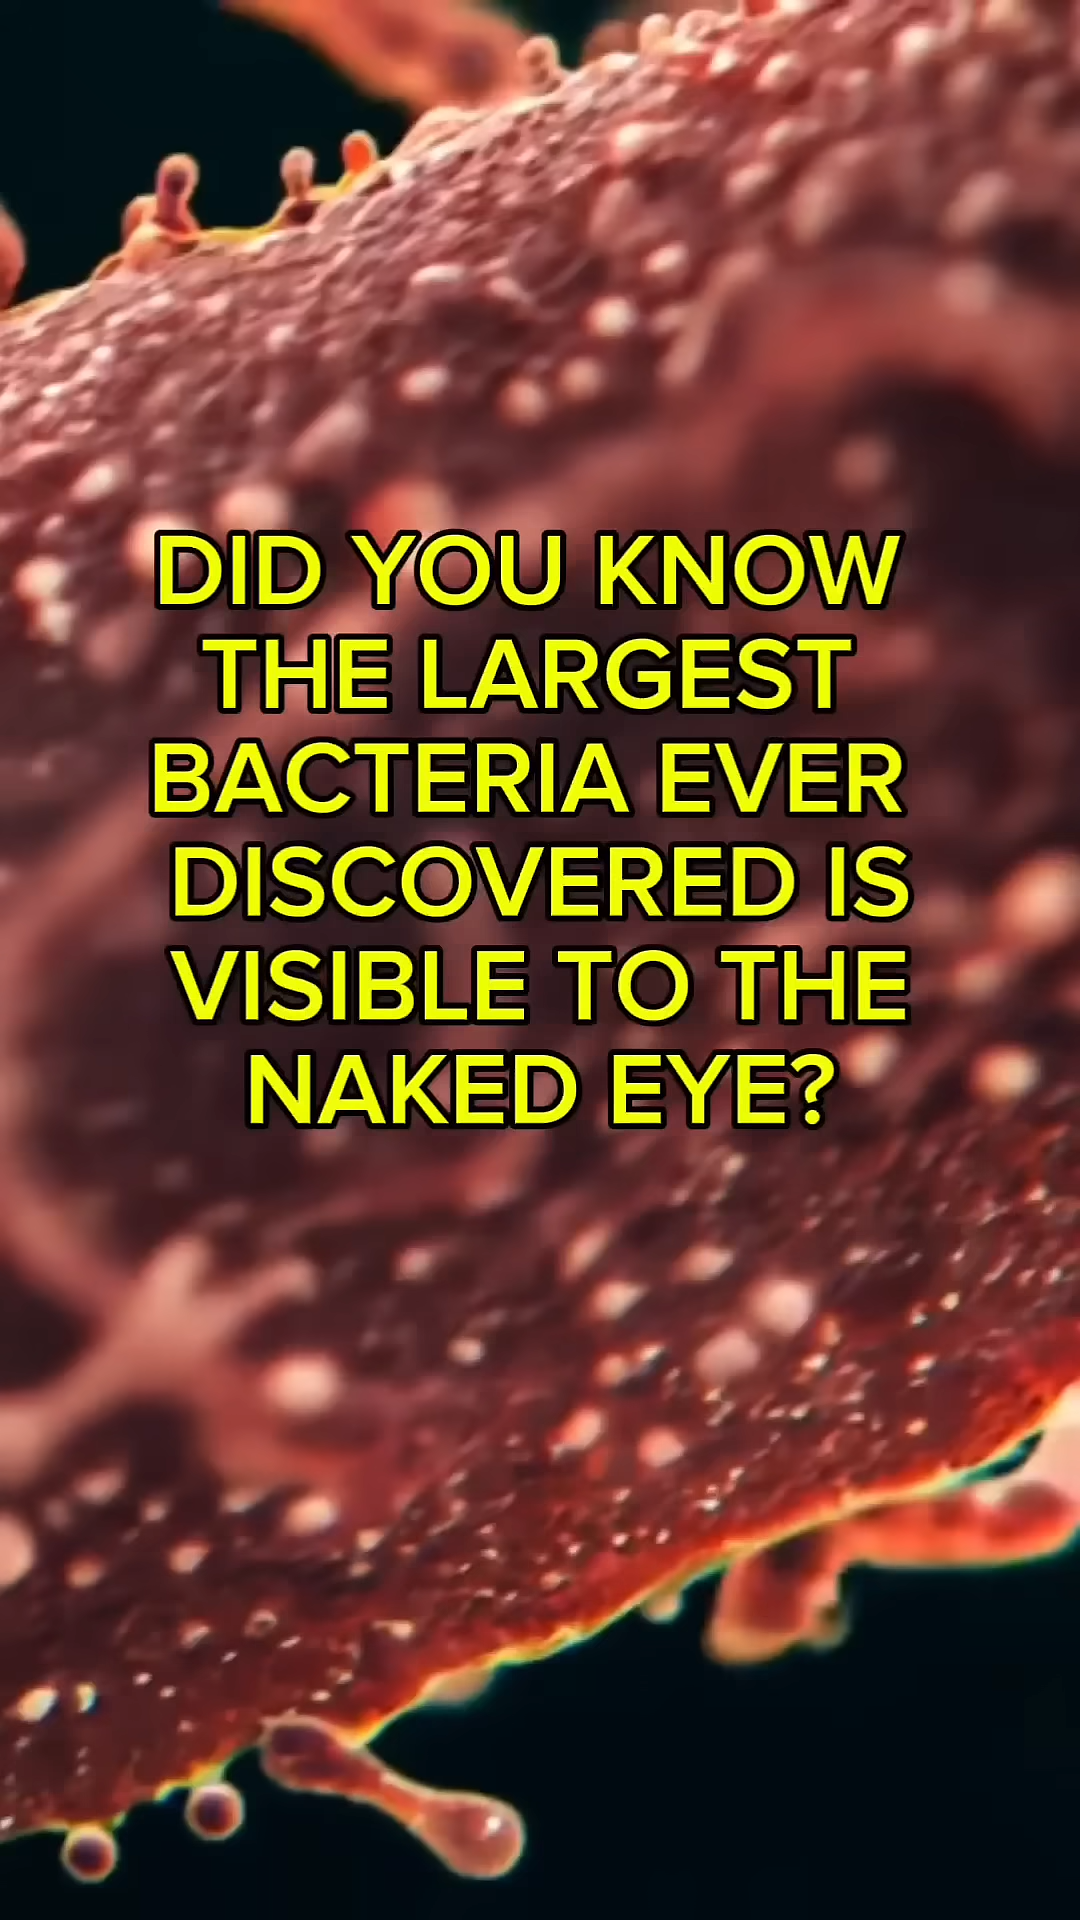 DID YOU KNOW
THE LARGEST
BACTERIA EVER
DISCOVERED IS
VISIBLE TO THE
NAKED EYE?